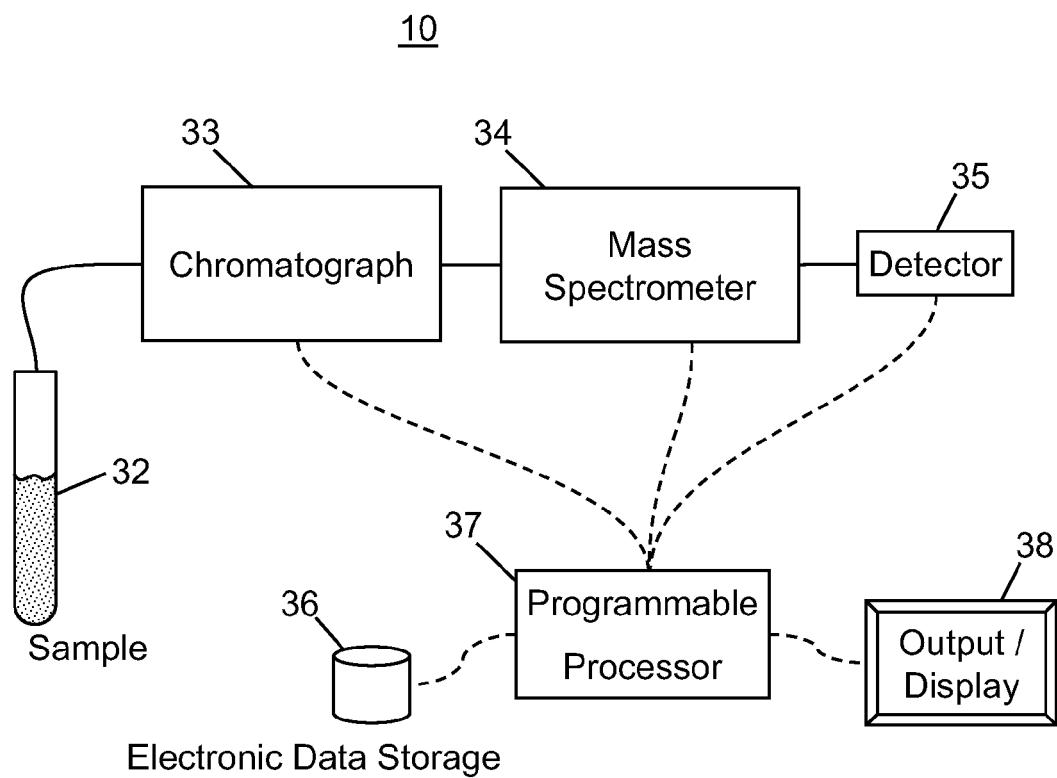 10
33
34
35
Chromatograph
Mass
Spectrometer
Detector
32
Sample
37
38
36
Programmable
Processor
Output /
Display
Electronic Data Storage